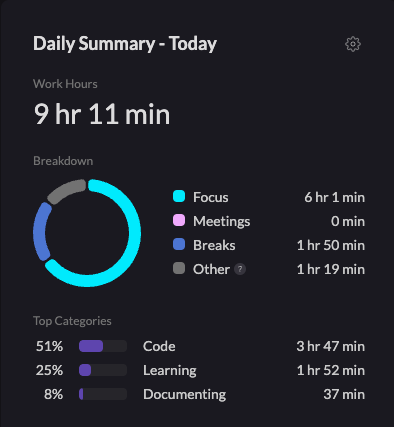 Daily Summary - Today
Work Hours
9 hr 11 min
Breakdown
Focus 6 hr 1 min
Meetings 0 min
Breaks 1 hr 50 min
Other ? 1 hr 19 min
Top Categories
51% Code 3 hr 47 min
25% Learning 1 hr 52 min
8% Documenting 37 min